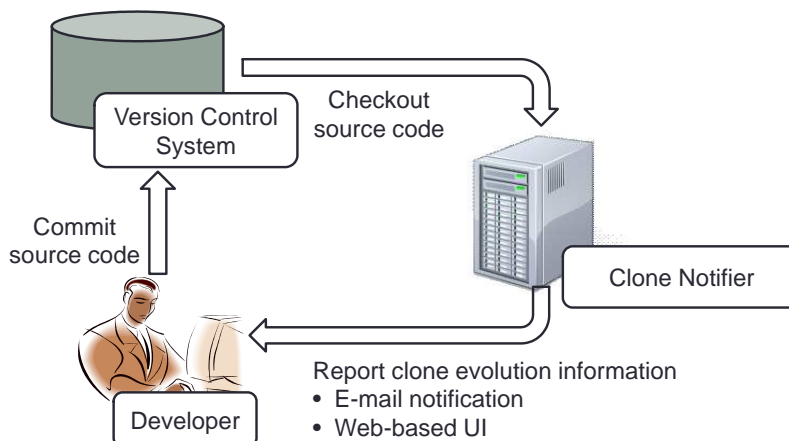 Version Control
System
Checkout
source code
Commit
source code
Clone Notifier
Developer
Report clone evolution information
• E-mail notification
• Web-based UI